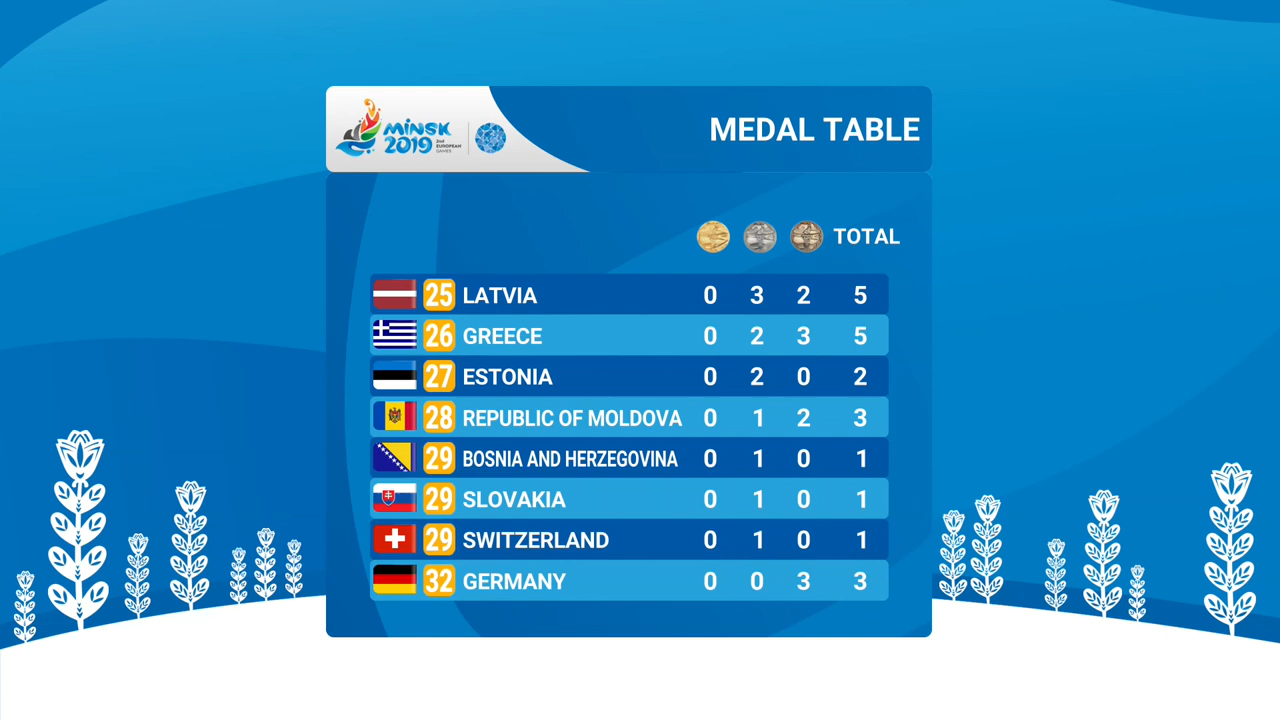 MINSK
2019
2nd
EUROPEAN
GAMES
MEDAL TABLE
TOTAL
25 LATVIA 0 3 2 5
26 GREECE 0 2 3 5
27 ESTONIA 0 2 0 2
28 REPUBLIC OF MOLDOVA 0 1 2 3
29 BOSNIA AND HERZEGOVINA 0 1 0 1
29 SLOVAKIA 0 1 0 1
29 SWITZERLAND 0 1 0 1
32 GERMANY 0 0 3 3